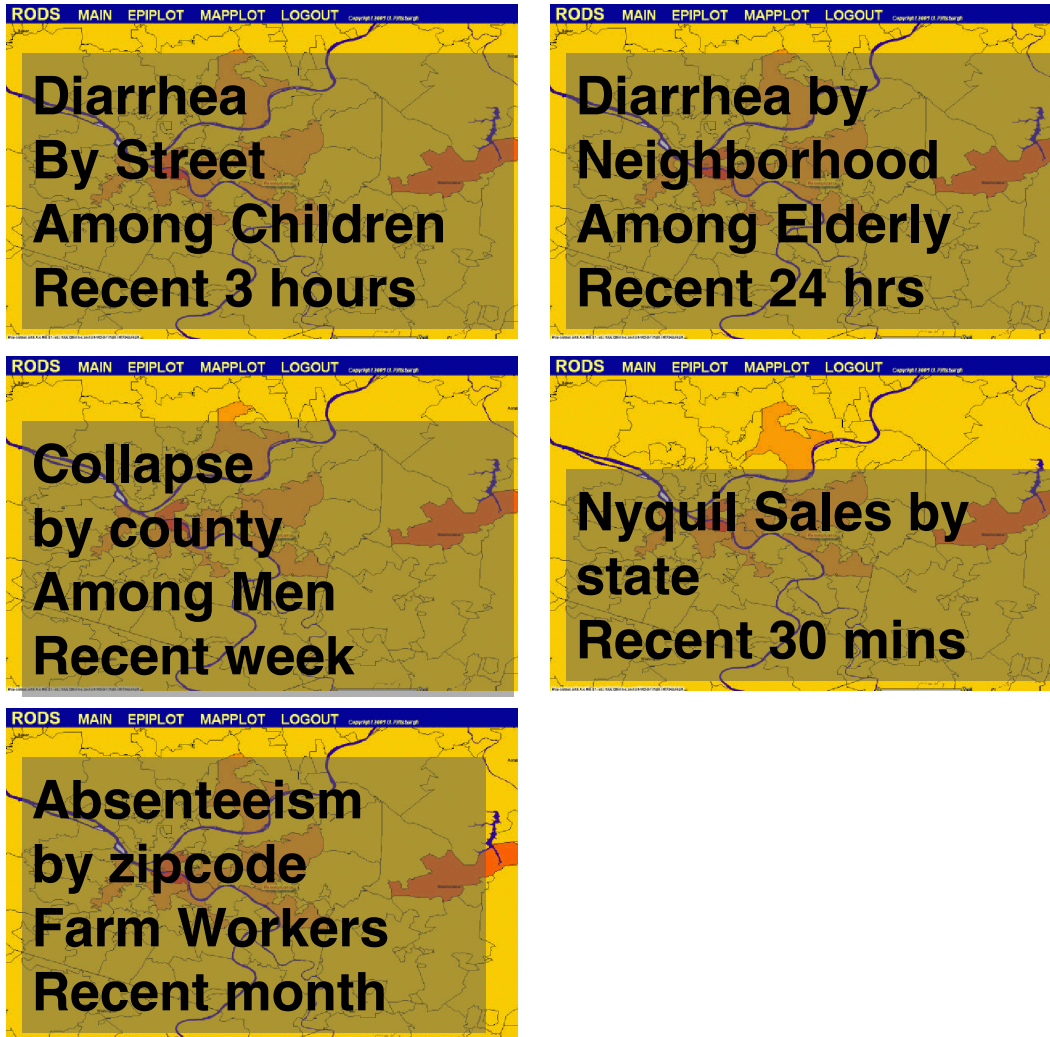 RODS MAIN EPIPLOT MAPPLOT LOGOUT
Diarrhea
By Street
Among Children
Recent 3 hours
RODS MAIN EPIPLOT MAPPLOT LOGOUT
Diarrhea by
Neighborhood
Among Elderly
Recent 24 hrs
RODS MAIN EPIPLOT MAPPLOT LOGOUT
Collapse
by county
Among Men
Recent week
RODS MAIN EPIPLOT MAPPLOT LOGOUT
Nyquil Sales by
state
Recent 30 mins
RODS MAIN EPIPLOT MAPPLOT LOGOUT
Absenteeism
by zipcode
Farm Workers
Recent month